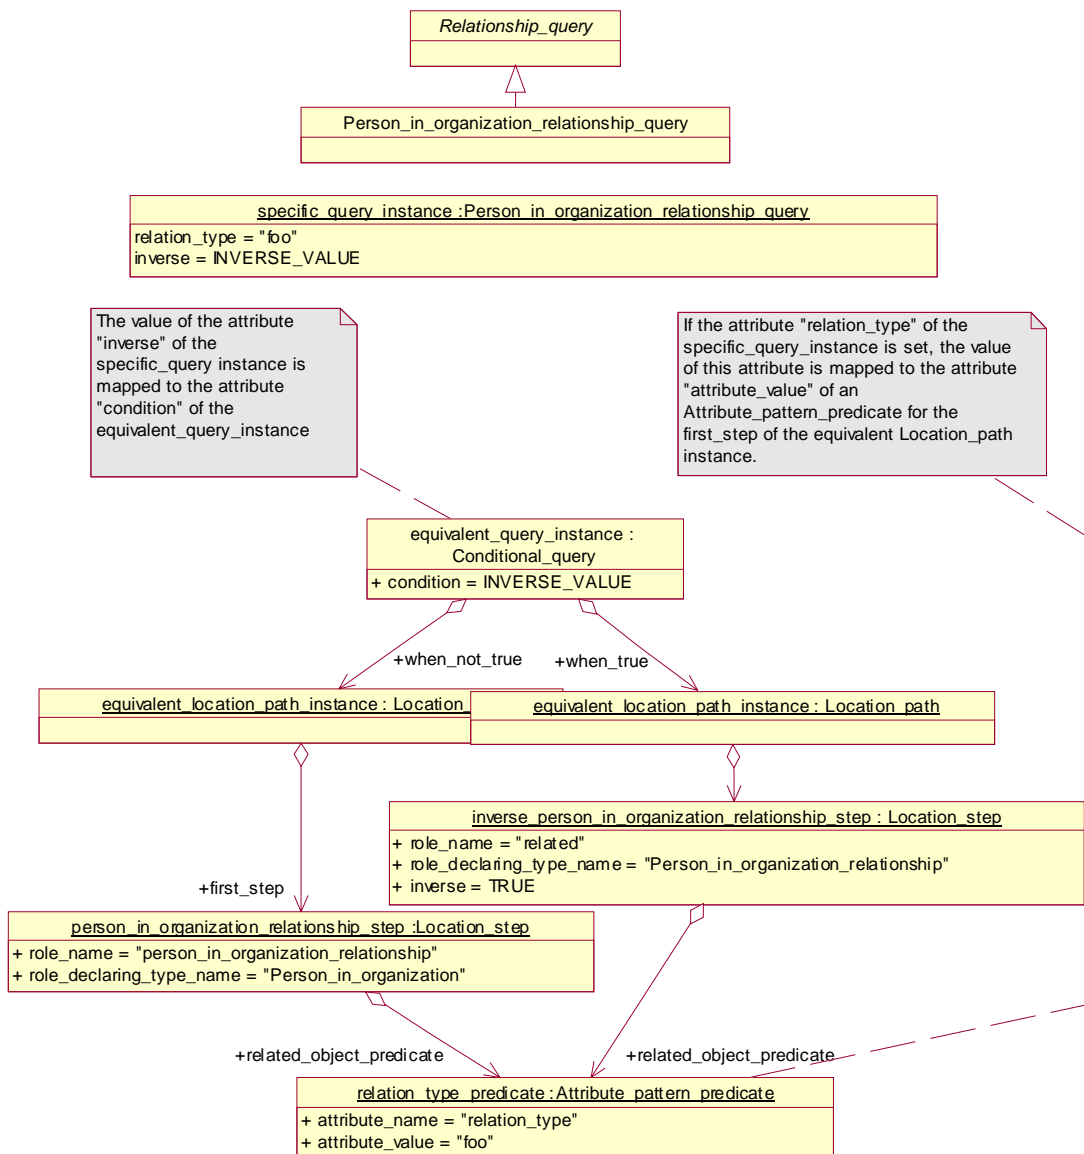 Relationship_query
Person_in_organization_relationship_query
specific_query_instance :Person_in_organization_relationship_query
relation_type = "foo"
inverse = INVERSE_VALUE
The value of the attribute
"inverse" of the
specific_query instance is
mapped to the attribute
"condition" of the
equivalent_query_instance
If the attribute "relation_type" of the
specific_query_instance is set, the value
of this attribute is mapped to the attribute
"attribute_value" of an
Attribute_pattern_predicate for the
first_step of the equivalent Location_path
instance.
equivalent_query_instance :
Conditional_query
+ condition = INVERSE_VALUE
+when_not_true
+when_true
equivalent_location_path_instance : Location_
equivalent_location_path_instance : Location_path
inverse_person_in_organization_relationship_step : Location_step
+ role_name = "related"
+ role_declaring_type_name = "Person_in_organization_relationship"
+ inverse = TRUE
+first_step
person_in_organization_relationship_step :Location_step
+ role_name = "person_in_organization_relationship"
+ role_declaring_type_name = "Person_in_organization"
+related_object_predicate
+related_object_predicate
relation_type_predicate :Attribute_pattern_predicate
+ attribute_name = "relation_type"
+ attribute_value = "foo"